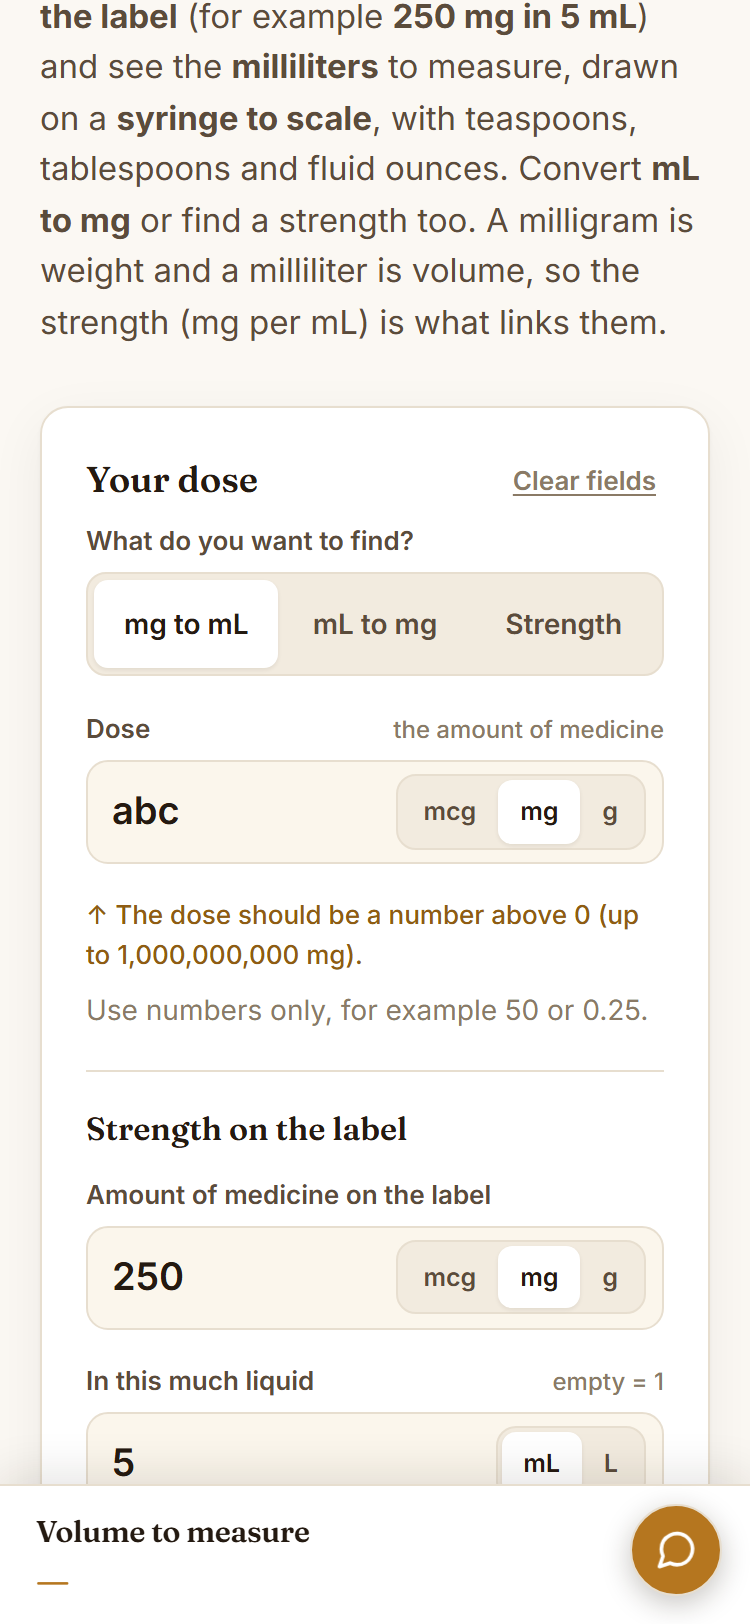 the label (for example 250 mg in 5 mL)
and see the milliliters to measure, drawn
on a syringe to scale, with teaspoons,
tablespoons and fluid ounces. Convert mL
to mg or find a strength too. A milligram is
weight and a milliliter is volume, so the
strength (mg per mL) is what links them.
Your dose Clear fields
What do you want to find?
mg to mL mL to mg Strength
Dose the amount of medicine
abc mcg mg g
↑ The dose should be a number above 0 (up
to 1,000,000,000 mg).
Use numbers only, for example 50 or 0.25.
Strength on the label
Amount of medicine on the label
250 mcg mg g
In this much liquid empty = 1
5 mL L
Volume to measure
—